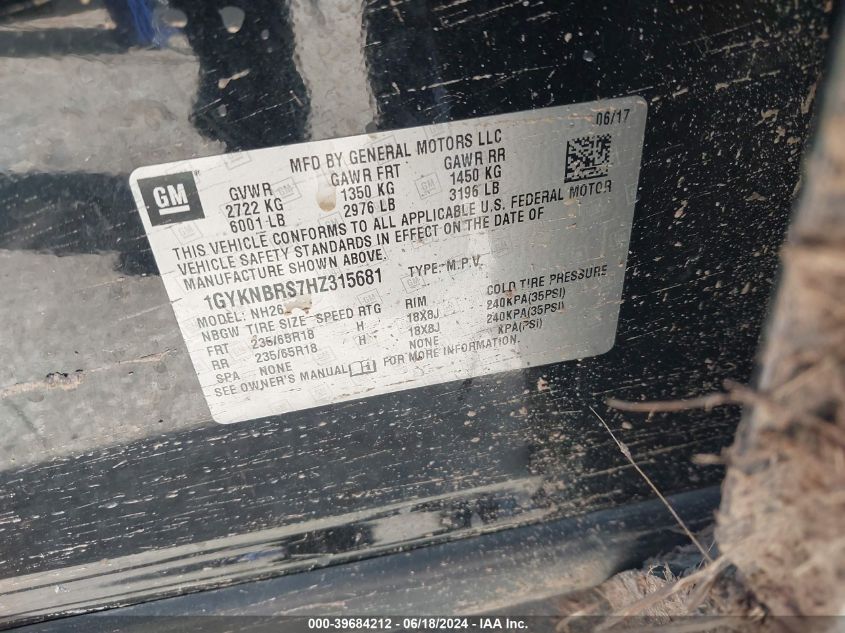 06/17
MFD BY GENERAL MOTORS LLC
GM
GVWR GAWR FRT GAWR RR
2722 KG 1350 KG 1450 KG
6001 LB 2976 LB 3196 LB
THIS VEHICLE CONFORMS TO ALL APPLICABLE U.S. FEDERAL MOTOR
VEHICLE SAFETY STANDARDS IN EFFECT ON THE DATE OF
MANUFACTURE SHOWN ABOVE.
1GYKNBRS7HZ315681 TYPE: M.P.V.
MODEL: NH26
NBGW TIRE SIZE SPEED RTG RIM COLD TIRE PRESSURE
FRT 235/65R18 H 18X8J 240KPA(35PSI)
RR 235/65R18 H 18X8J 240KPA(35PSI)
SPA NONE NONE KPA(PSI)
SEE OWNER'S MANUAL FOR MORE INFORMATION.
000-39684212 - 06/18/2024 - IAA Inc.